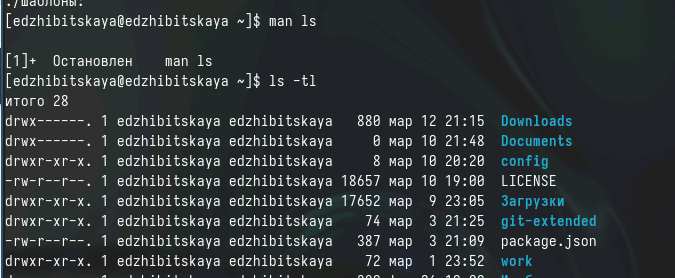 ./Шаблоны:
[edzhibitskaya@edzhibitskaya ~]$ man ls
[1]+  Остановлен    man ls
[edzhibitskaya@edzhibitskaya ~]$ ls -tl
итого 28
drwx------. 1 edzhibitskaya edzhibitskaya   880 мар 12 21:15  Downloads
drwx------. 1 edzhibitskaya edzhibitskaya     0 мар 10 21:48  Documents
drwxr-xr-x. 1 edzhibitskaya edzhibitskaya     8 мар 10 20:20  config
-rw-r--r--. 1 edzhibitskaya edzhibitskaya 18657 мар 10 19:00  LICENSE
drwxr-xr-x. 1 edzhibitskaya edzhibitskaya 17652 мар  9 23:05  Загрузки
drwxr-xr-x. 1 edzhibitskaya edzhibitskaya    74 мар  3 21:25  git-extended
-rw-r--r--. 1 edzhibitskaya edzhibitskaya   387 мар  3 21:09  package.json
drwxr-xr-x. 1 edzhibitskaya edzhibitskaya    72 мар  1 23:52  work